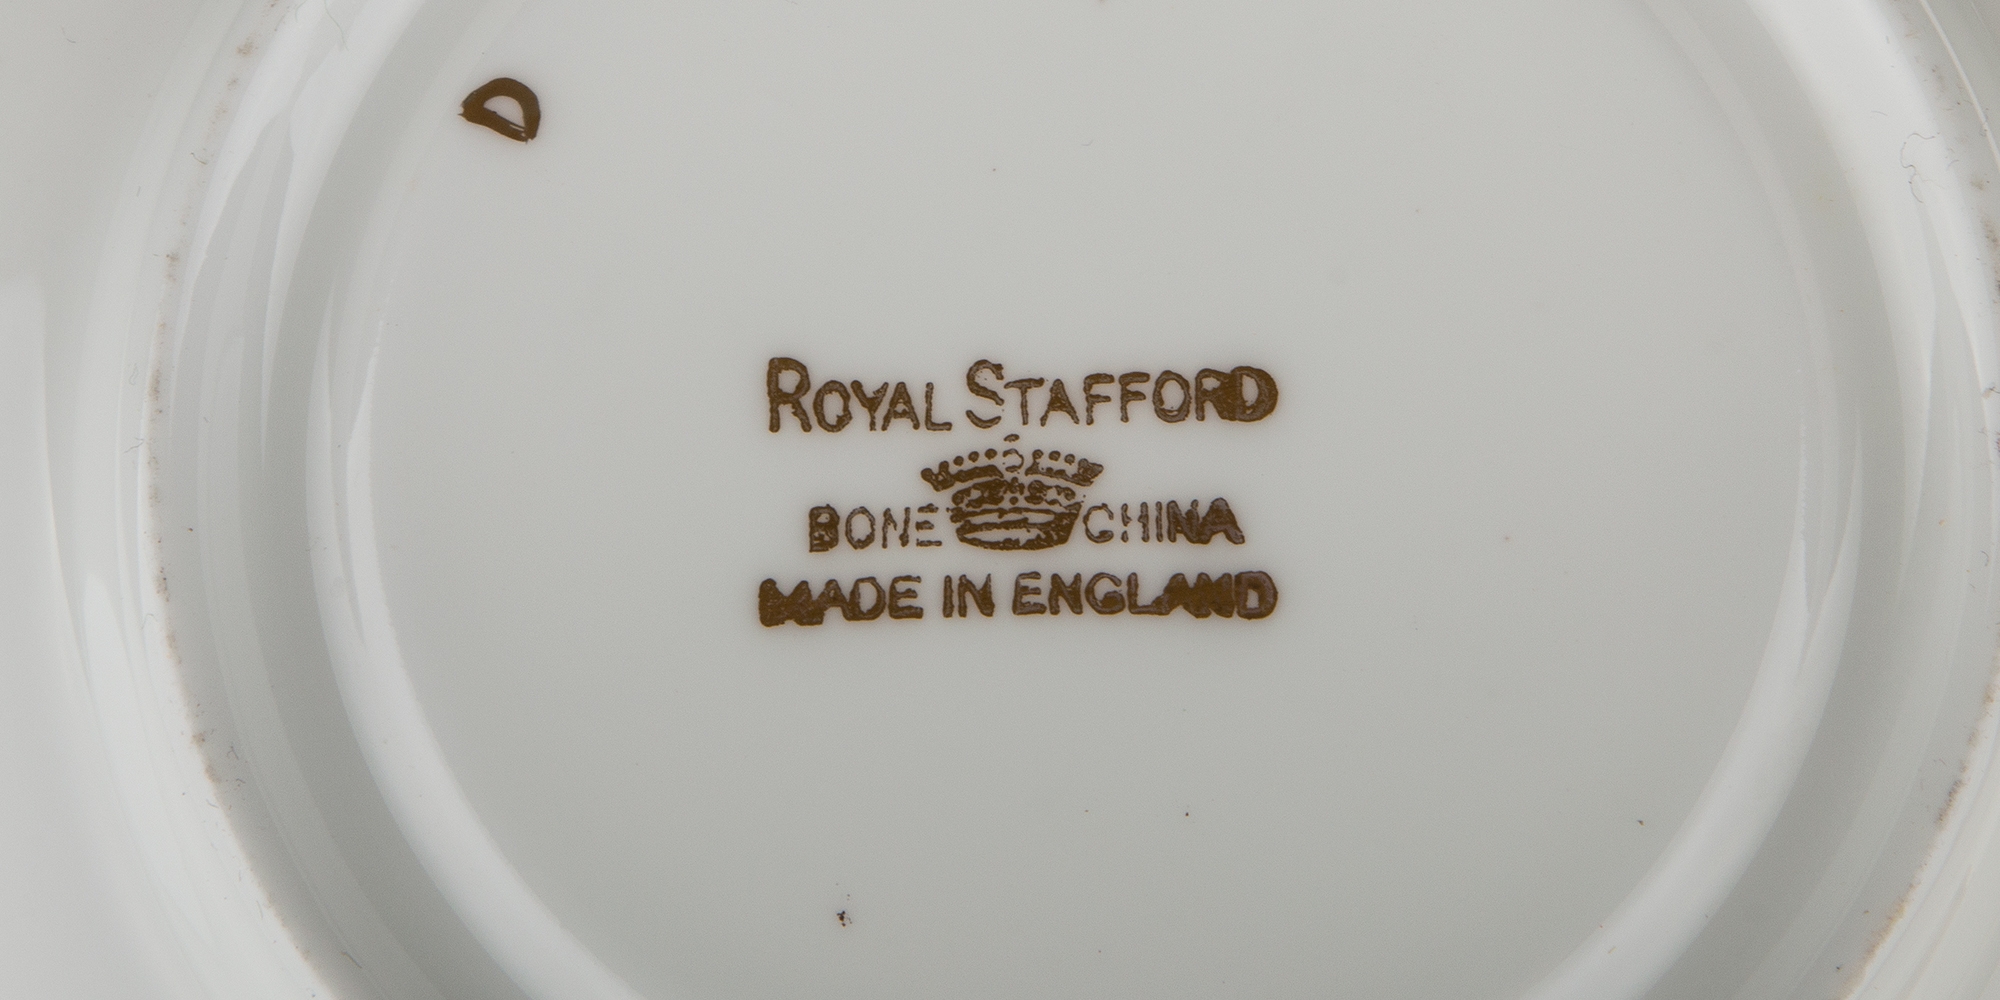 D
ROYAL STAFFORD
BONE CHINA
MADE IN ENGLAND